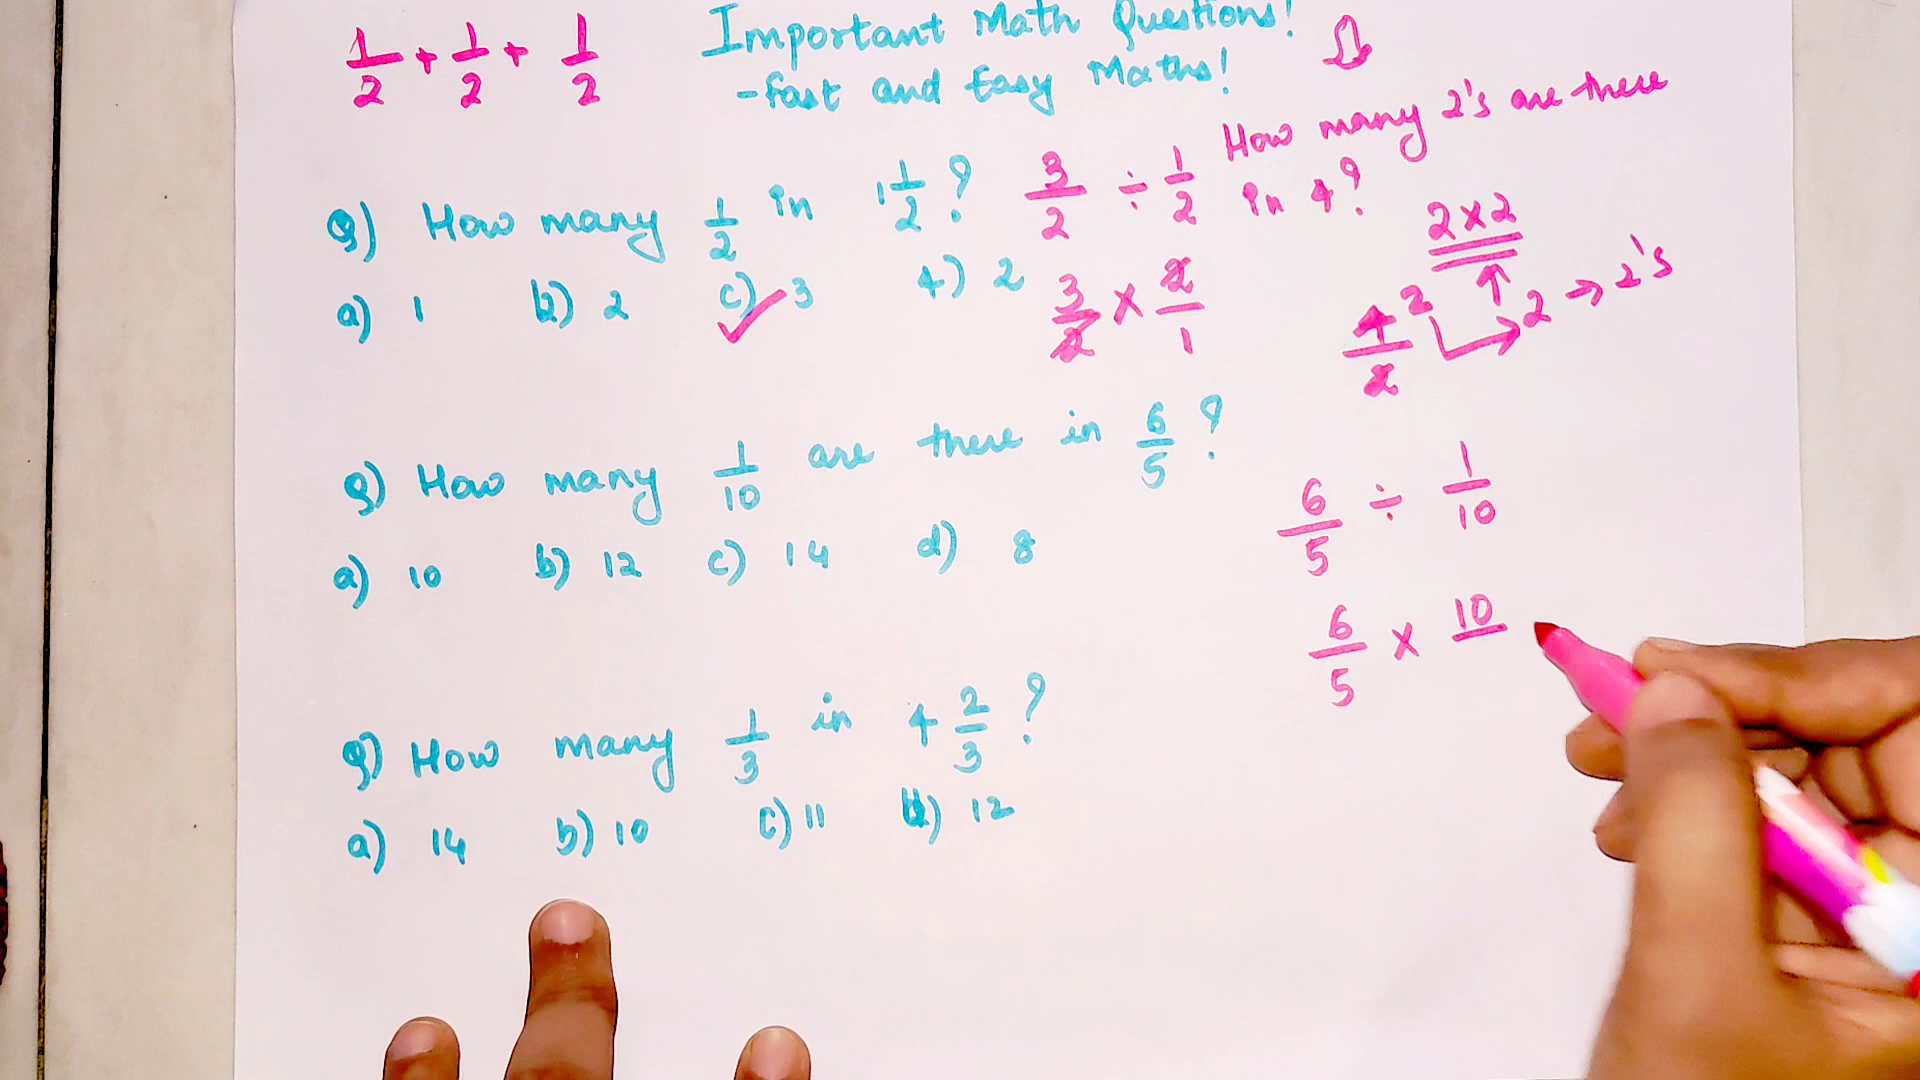 1/2 + 1/2 + 1/2
Important Math Questions!
- Fast and Easy Maths!
How many 2's are there
in 4?
Q) How many 1/2 in 1 1/2?
3/2 ÷ 1/2
a) 1 b) 2 c) 3 4) 2
3/2 × 2/1
2×2
4/2 2 → 2 → 2's
Q) How many 1/10 are there in 6/5?
6/5 ÷ 1/10
a) 10 b) 12 c) 14 d) 8
6/5 × 10
Q) How many 1/3 in 4 2/3?
a) 14 b) 10 c) 11 d) 12